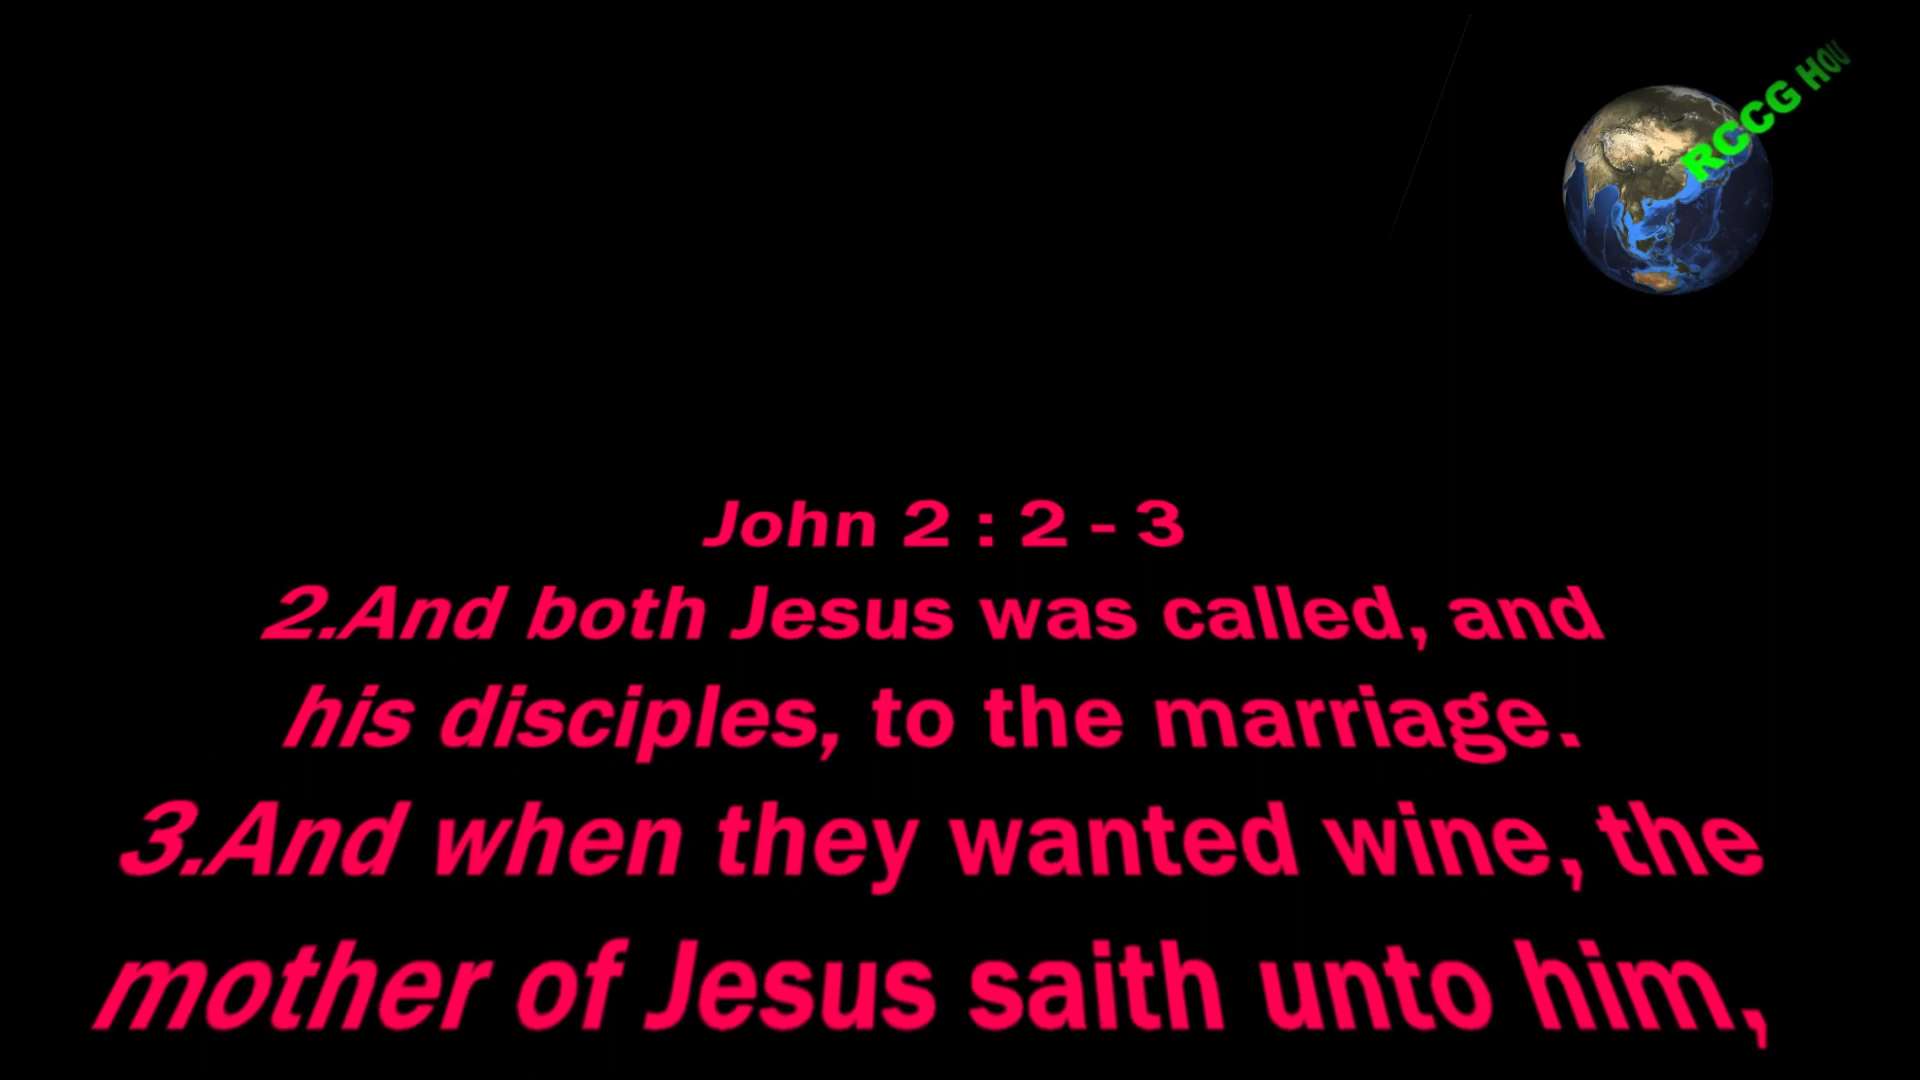 RCCG HOU
John 2 : 2 - 3
2.And both Jesus was called, and
his disciples, to the marriage.
3.And when they wanted wine, the
mother of Jesus saith unto him,